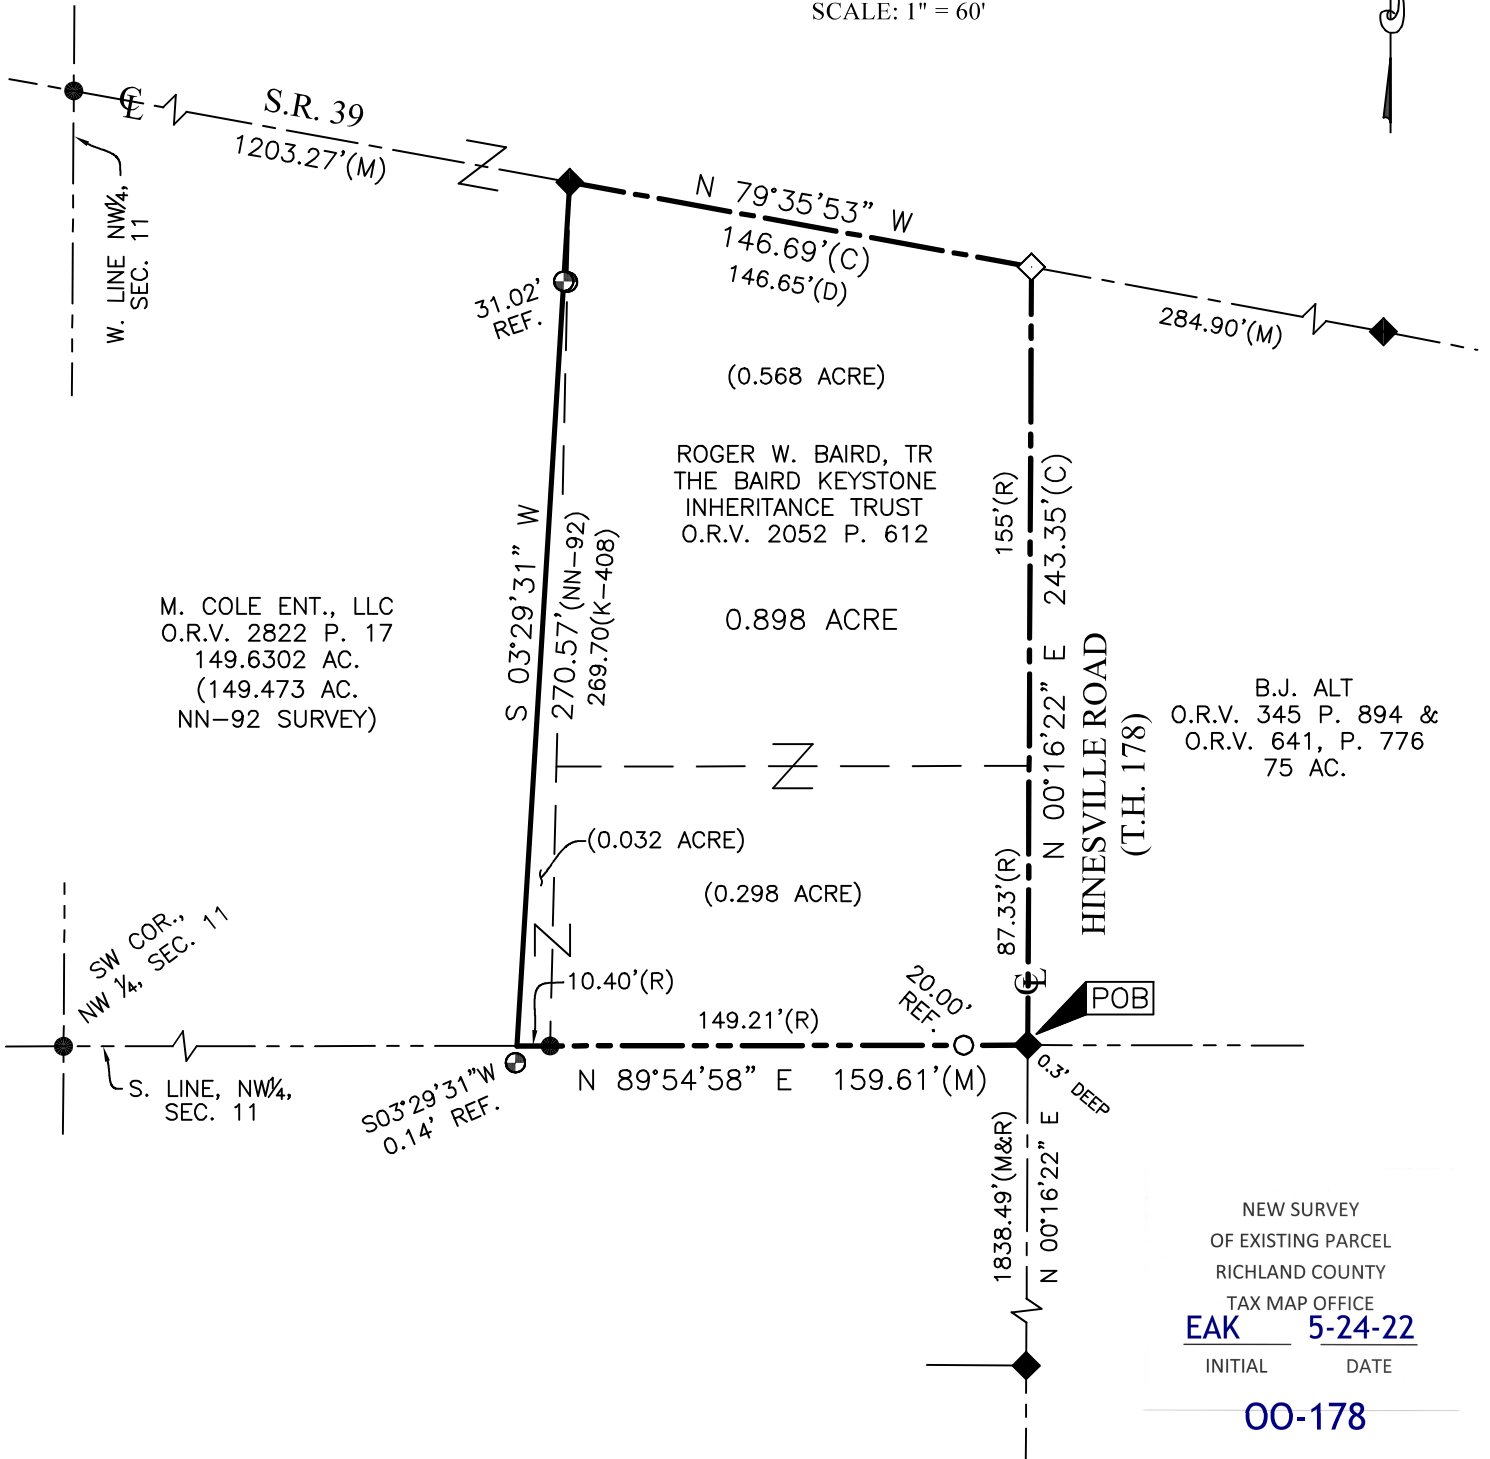 SCALE: 1" = 60'
℄
S.R. 39
1203.27'(M)
W. LINE NW¼,
SEC. 11
N 79°35'53" W
146.69'(C)
146.65'(D)
284.90'(M)
31.02'
REF.
(0.568 ACRE)
ROGER W. BAIRD, TR
THE BAIRD KEYSTONE
INHERITANCE TRUST
O.R.V. 2052 P. 612
0.898 ACRE
S 03°29'31" W
270.57'(NN-92)
269.70(K-408)
155'(R)
243.35'(C)
N 00°16'22" E
HINESVILLE ROAD
(T.H. 178)
M. COLE ENT., LLC
O.R.V. 2822 P. 17
149.6302 AC.
(149.473 AC.
NN-92 SURVEY)
B.J. ALT
O.R.V. 345 P. 894 &
O.R.V. 641, P. 776
75 AC.
(0.032 ACRE)
(0.298 ACRE)
87.33'(R)
℄
SW COR.,
NW ¼, SEC. 11
10.40'(R)
20.00'
REF.
POB
149.21'(R)
N 89°54'58" E 159.61'(M)
0.3' DEEP
S. LINE, NW¼,
SEC. 11
S03°29'31"W
0.14' REF.
1838.49'(M&R)
N 00°16'22" E
NEW SURVEY
OF EXISTING PARCEL
RICHLAND COUNTY
TAX MAP OFFICE
EAK 5-24-22
INITIAL DATE
OO-178